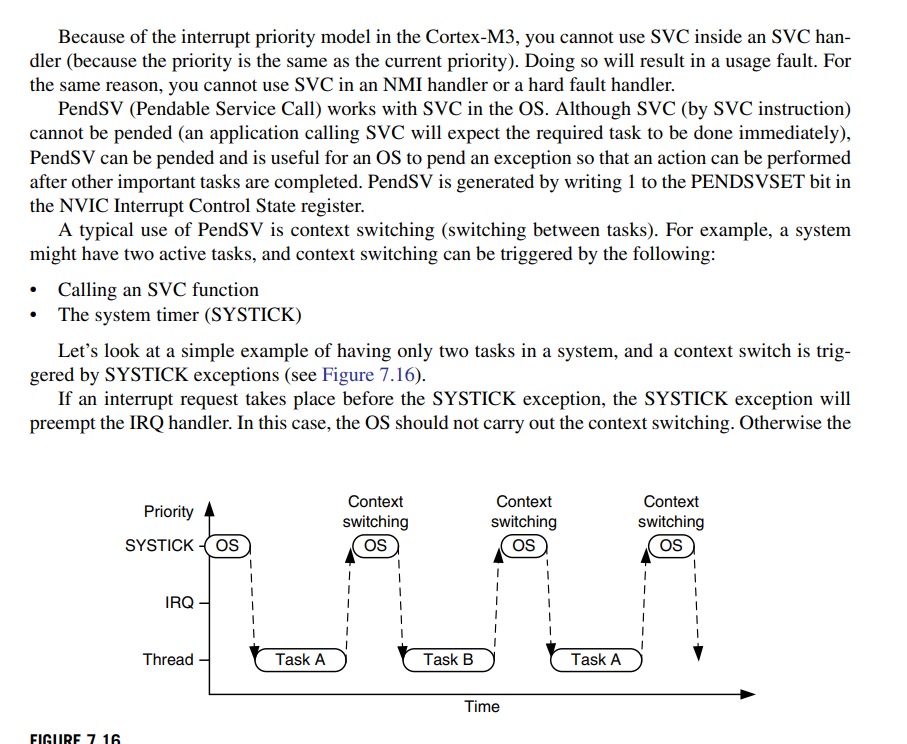 Because of the interrupt priority model in the Cortex-M3, you cannot use SVC inside an SVC han-
dler (because the priority is the same as the current priority). Doing so will result in a usage fault. For
the same reason, you cannot use SVC in an NMI handler or a hard fault handler.
PendSV (Pendable Service Call) works with SVC in the OS. Although SVC (by SVC instruction)
cannot be pended (an application calling SVC will expect the required task to be done immediately),
PendSV can be pended and is useful for an OS to pend an exception so that an action can be performed
after other important tasks are completed. PendSV is generated by writing 1 to the PENDSVSET bit in
the NVIC Interrupt Control State register.
A typical use of PendSV is context switching (switching between tasks). For example, a system
might have two active tasks, and context switching can be triggered by the following:
• Calling an SVC function
• The system timer (SYSTICK)
Let's look at a simple example of having only two tasks in a system, and a context switch is trig-
gered by SYSTICK exceptions (see Figure 7.16).
If an interrupt request takes place before the SYSTICK exception, the SYSTICK exception will
preempt the IRQ handler. In this case, the OS should not carry out the context switching. Otherwise the
Context Context Context
Priority switching switching switching
SYSTICK OS OS OS OS
IRQ
Thread Task A Task B Task A
Time
FIGURE 7.16